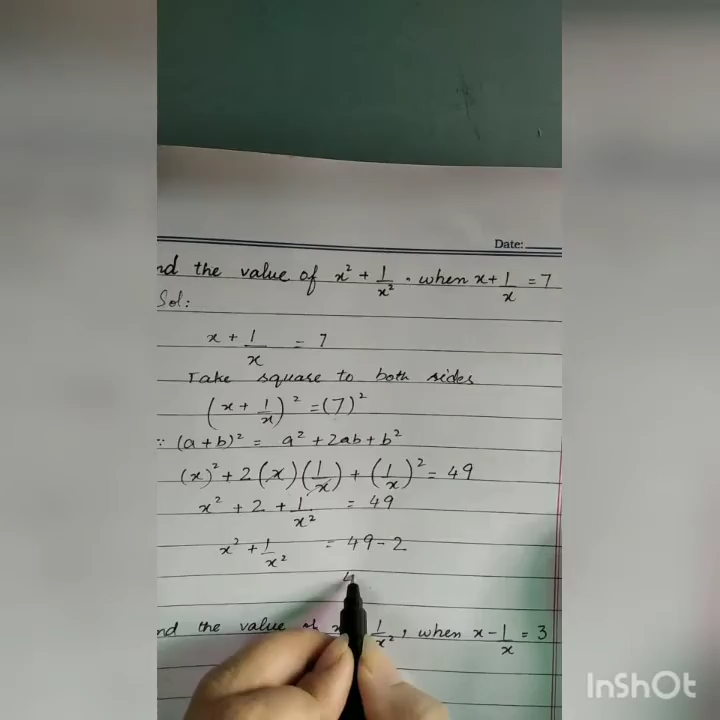 Date:
nd the value of x² + 1/x² . when x + 1/x = 7
Sol:
x + 1/x = 7
Take square to both sides
(x + 1/x)² = (7)²
∵ (a+b)² = a² + 2ab + b²
(x)² + 2(x)(1/x) + (1/x)² = 49
x² + 2 + 1/x² = 49
x² + 1/x² = 49 - 2
4
nd the value 1/x², when x - 1/x = 3
InShOt